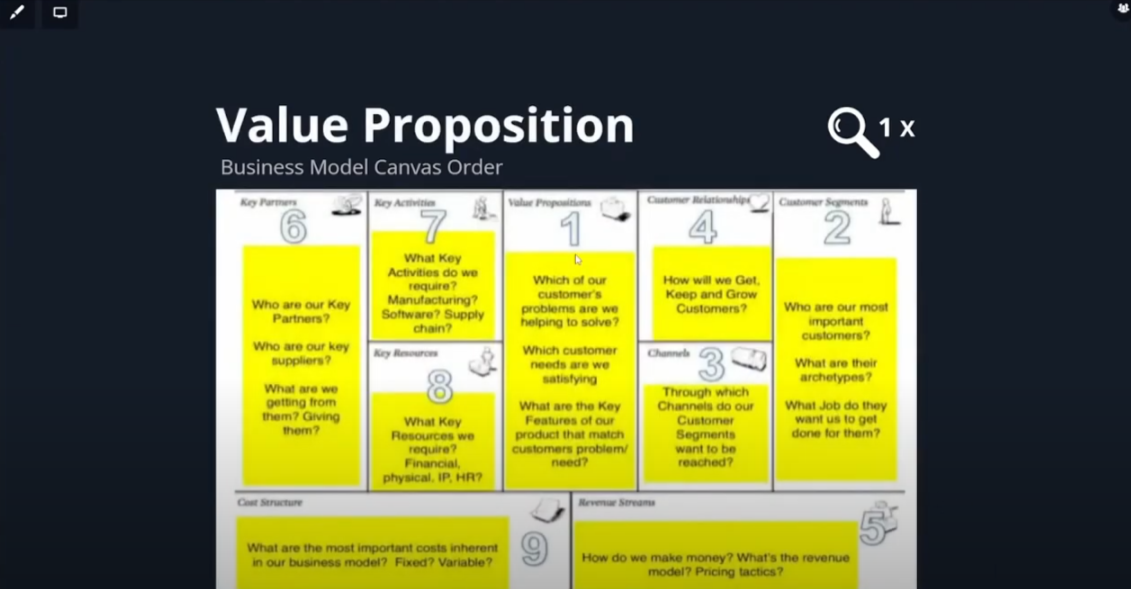 Value Proposition
1 x
Business Model Canvas Order
Key Partners
6
Who are our Key
Partners?
Who are our key
suppliers?
What are we
getting from
them? Giving
them?
Key Activities
7
What Key
Activities do we
require?
Manufacturing?
Software? Supply
chain?
Key Resources
8
What Key
Resources we
require?
Financial,
physical, IP, HR?
Value Propositions
1
Which of our
customer's
problems are we
helping to solve?
Which customer
needs are we
satisfying
What are the Key
Features of our
product that match
customers problem/
need?
Customer Relationships
4
How will we Get,
Keep and Grow
Customers?
Channels
3
Through which
Channels do our
Customer
Segments
want to be
reached?
Customer Segments
2
Who are our most
important
customers?
What are their
archetypes?
What Job do they
want us to get
done for them?
Cost Structure
9
What are the most important costs inherent
in our business model? Fixed? Variable?
Revenue Streams
5
How do we make money? What's the revenue
model? Pricing tactics?